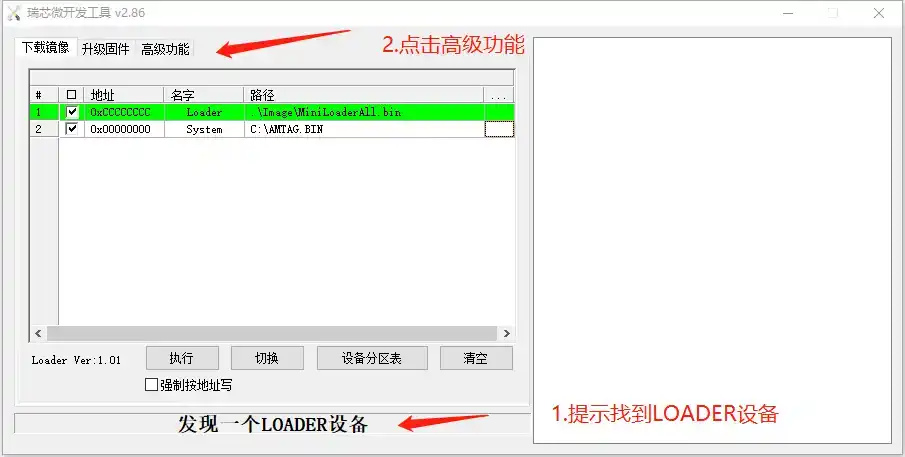 瑞芯微开发工具 v2.86
下载镜像 升级固件 高级功能
2.点击高级功能
# 地址 名字 路径 ...
1 0xCCCCCCCC Loader .\Image\MiniLoaderAll.bin
2 0x00000000 System C:\AMTAG.BIN
Loader Ver:1.01 执行 切换 设备分区表 清空
强制按地址写
1.提示找到LOADER设备
发现一个LOADER设备